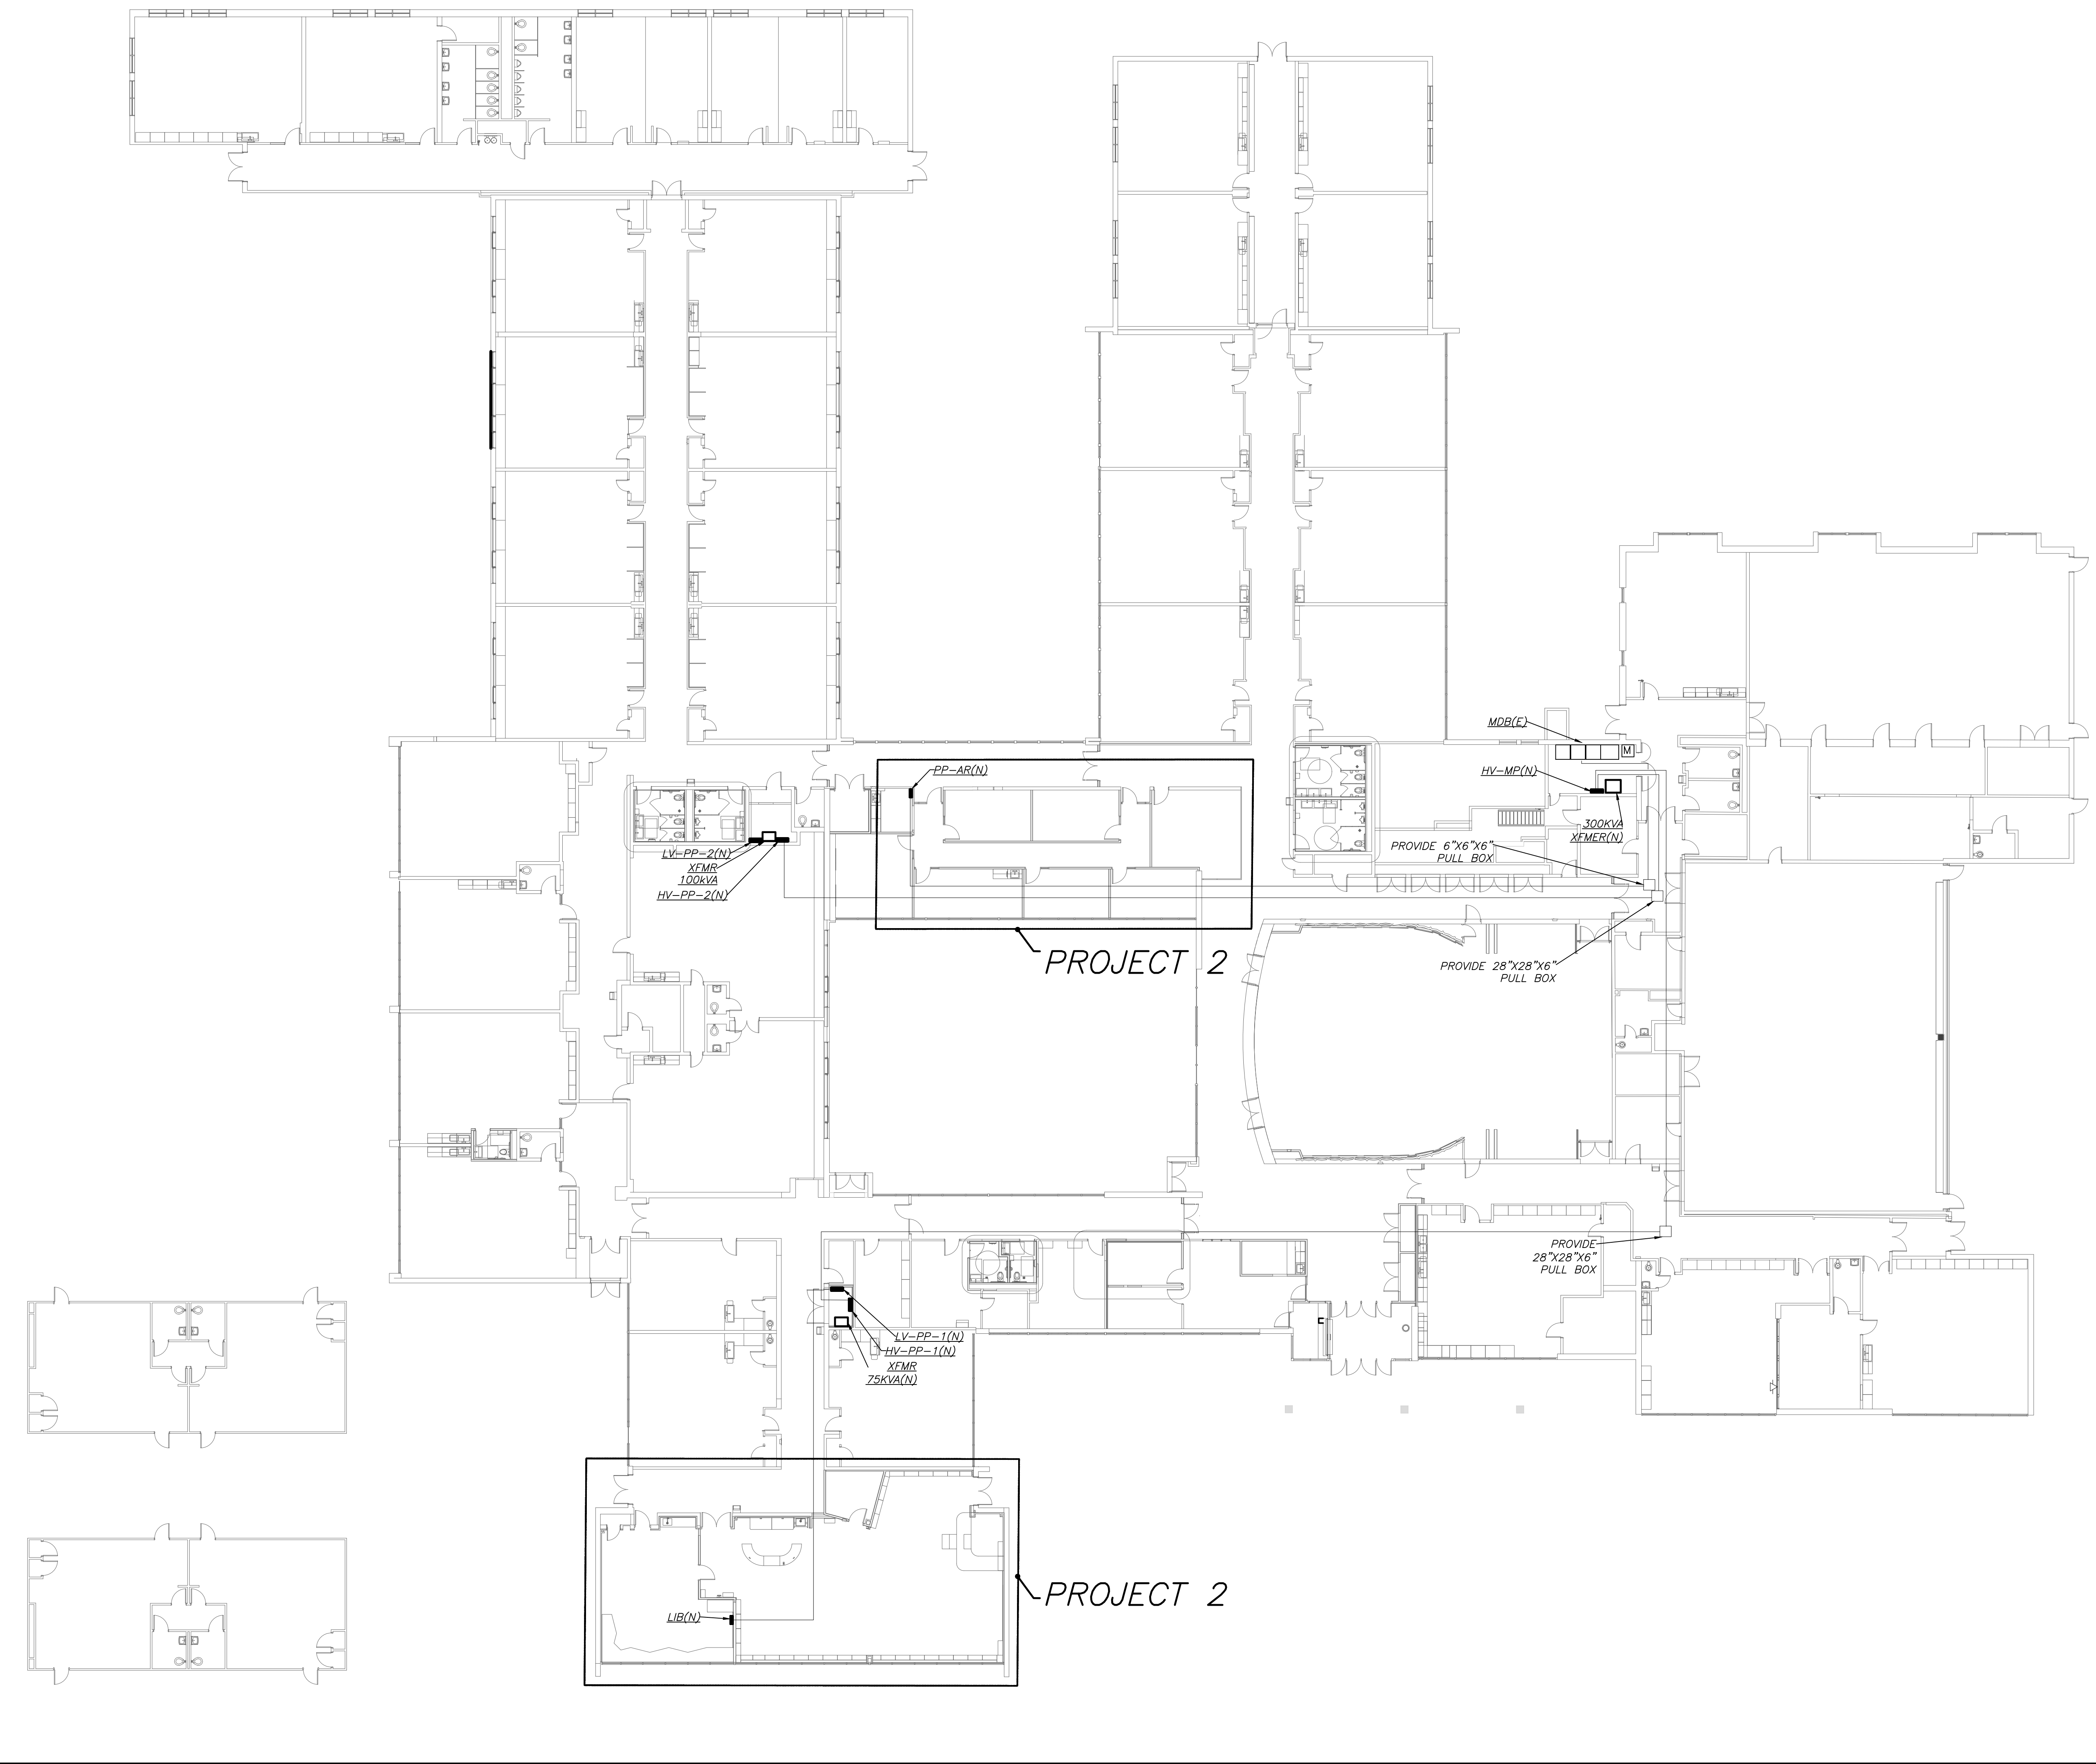 MDB(E)
M
PP-AR(N)
HV-MP(N)
300KVA
XFMER(N)
LV-PP-2(N)
XFMR
100kVA
HV-PP-2(N)
PROVIDE 6"X6"X6"
PULL BOX
PROJECT 2
PROVIDE 28"X28"X6"
PULL BOX
PROVIDE
28"X28"X6"
PULL BOX
LV-PP-1(N)
HV-PP-1(N)
XFMR
75KVA(N)
PROJECT 2
LIB(N)